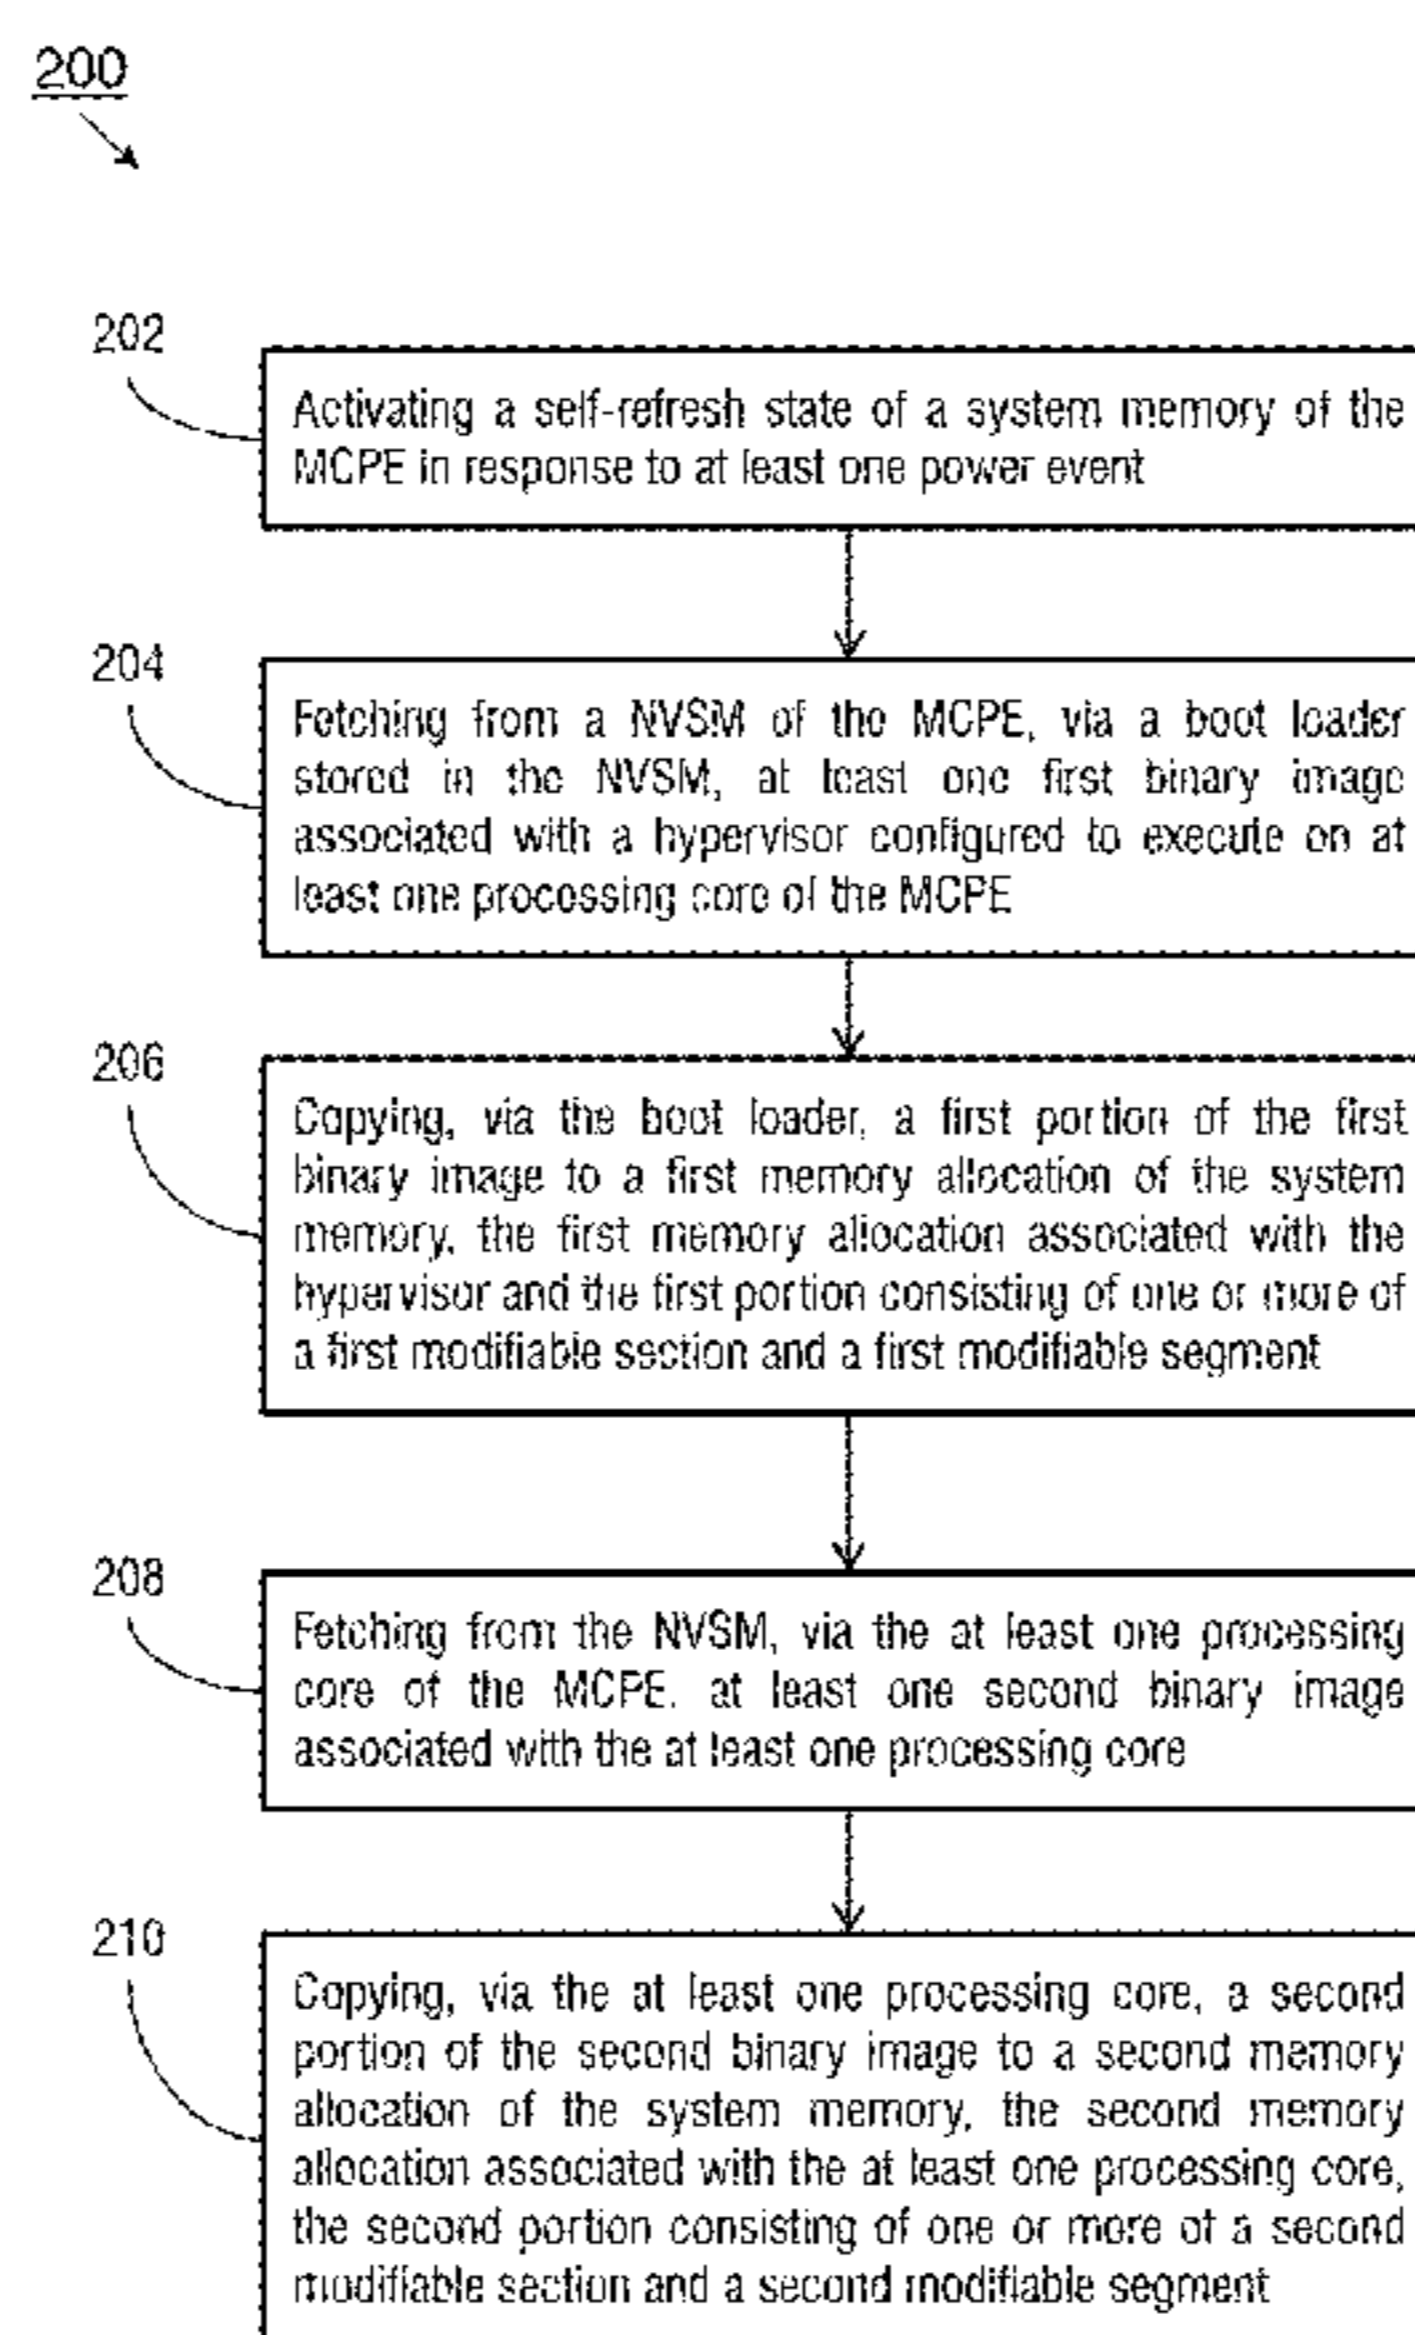 200
202
Activating a self-refresh state of a system memory of the
MCPE in response to at least one power event
204
Fetching from a NVSM of the MCPE, via a boot loader
stored in the NVSM, at least one first binary image
associated with a hypervisor configured to execute on at
least one processing core of the MCPE
206
Copying, via the boot loader, a first portion of the first
binary image to a first memory allocation of the system
memory, the first memory allocation associated with the
hypervisor and the first portion consisting of one or more of
a first modifiable section and a first modifiable segment
208
Fetching from the NVSM, via the at least one processing
core of the MCPE, at least one second binary image
associated with the at least one processing core
210
Copying, via the at least one processing core, a second
portion of the second binary image to a second memory
allocation of the system memory, the second memory
allocation associated with the at least one processing core,
the second portion consisting of one or more of a second
modifiable section and a second modifiable segment